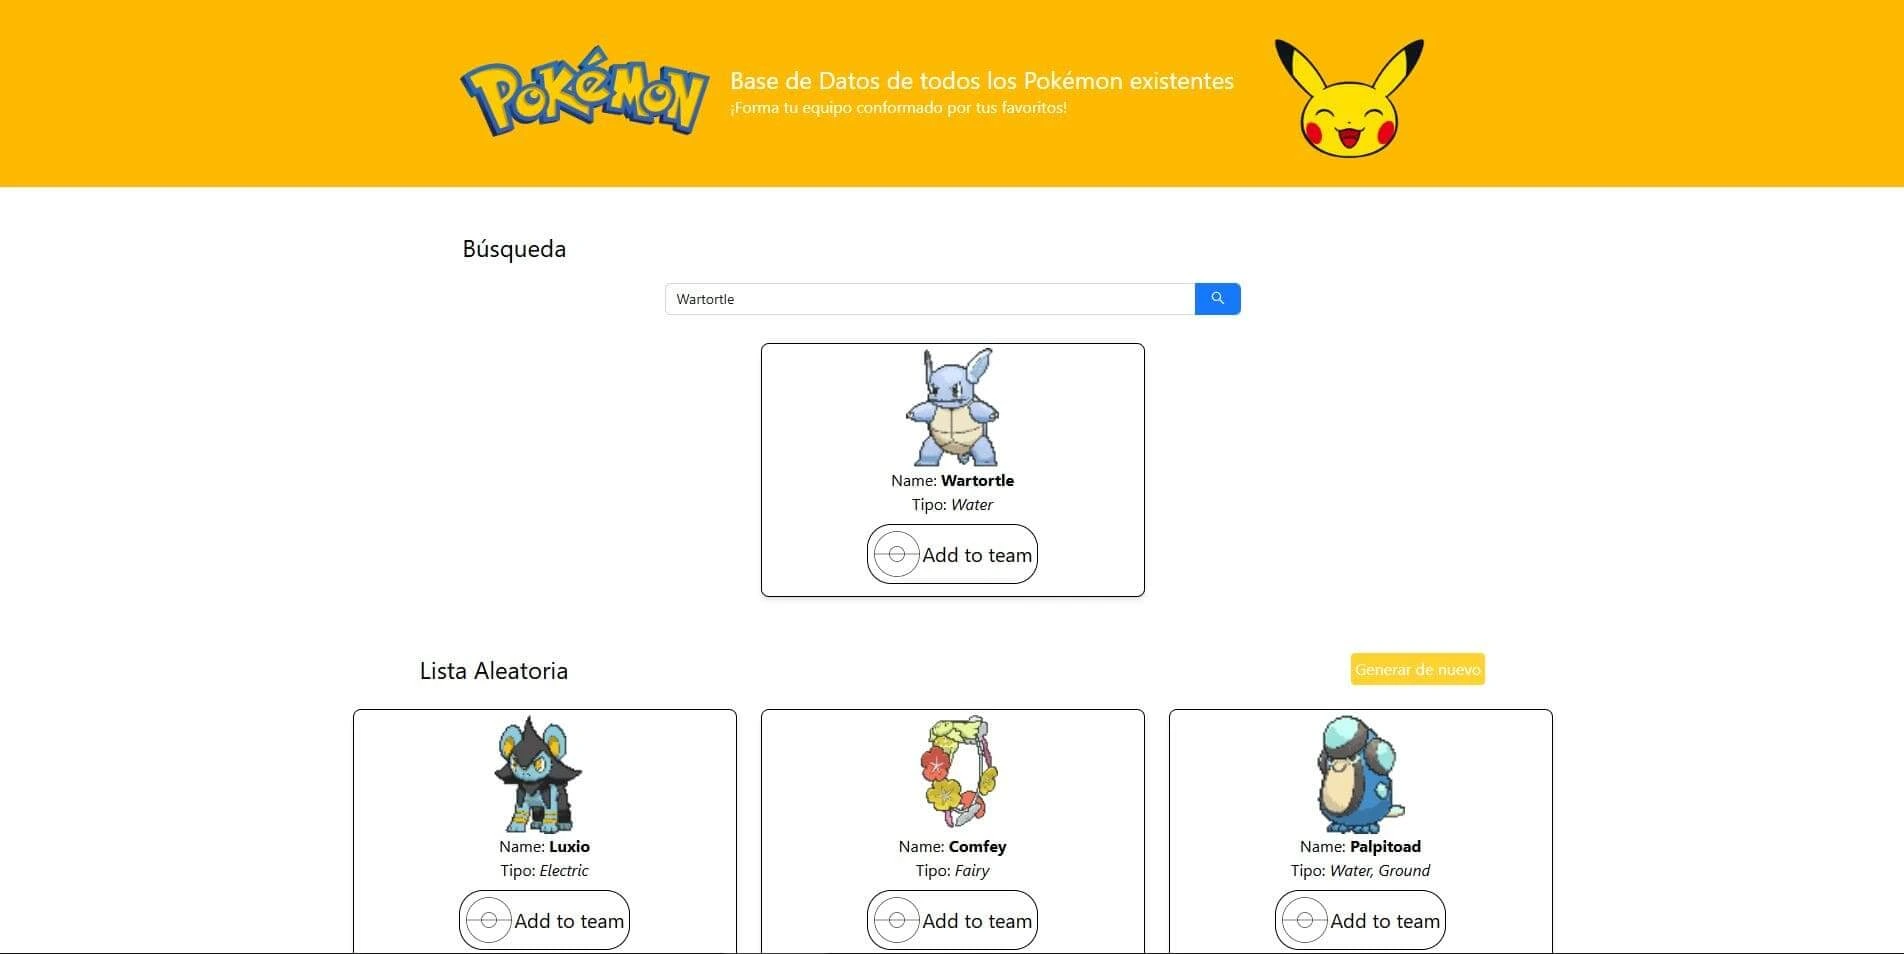 POKéMON
Base de Datos de todos los Pokémon existentes
¡Forma tu equipo conformado por tus favoritos!
Búsqueda
Wartortle
Name: Wartortle
Tipo: Water
Add to team
Lista Aleatoria
Generar de nuevo
Name: Luxio
Tipo: Electric
Add to team
Name: Comfey
Tipo: Fairy
Add to team
Name: Palpitoad
Tipo: Water, Ground
Add to team